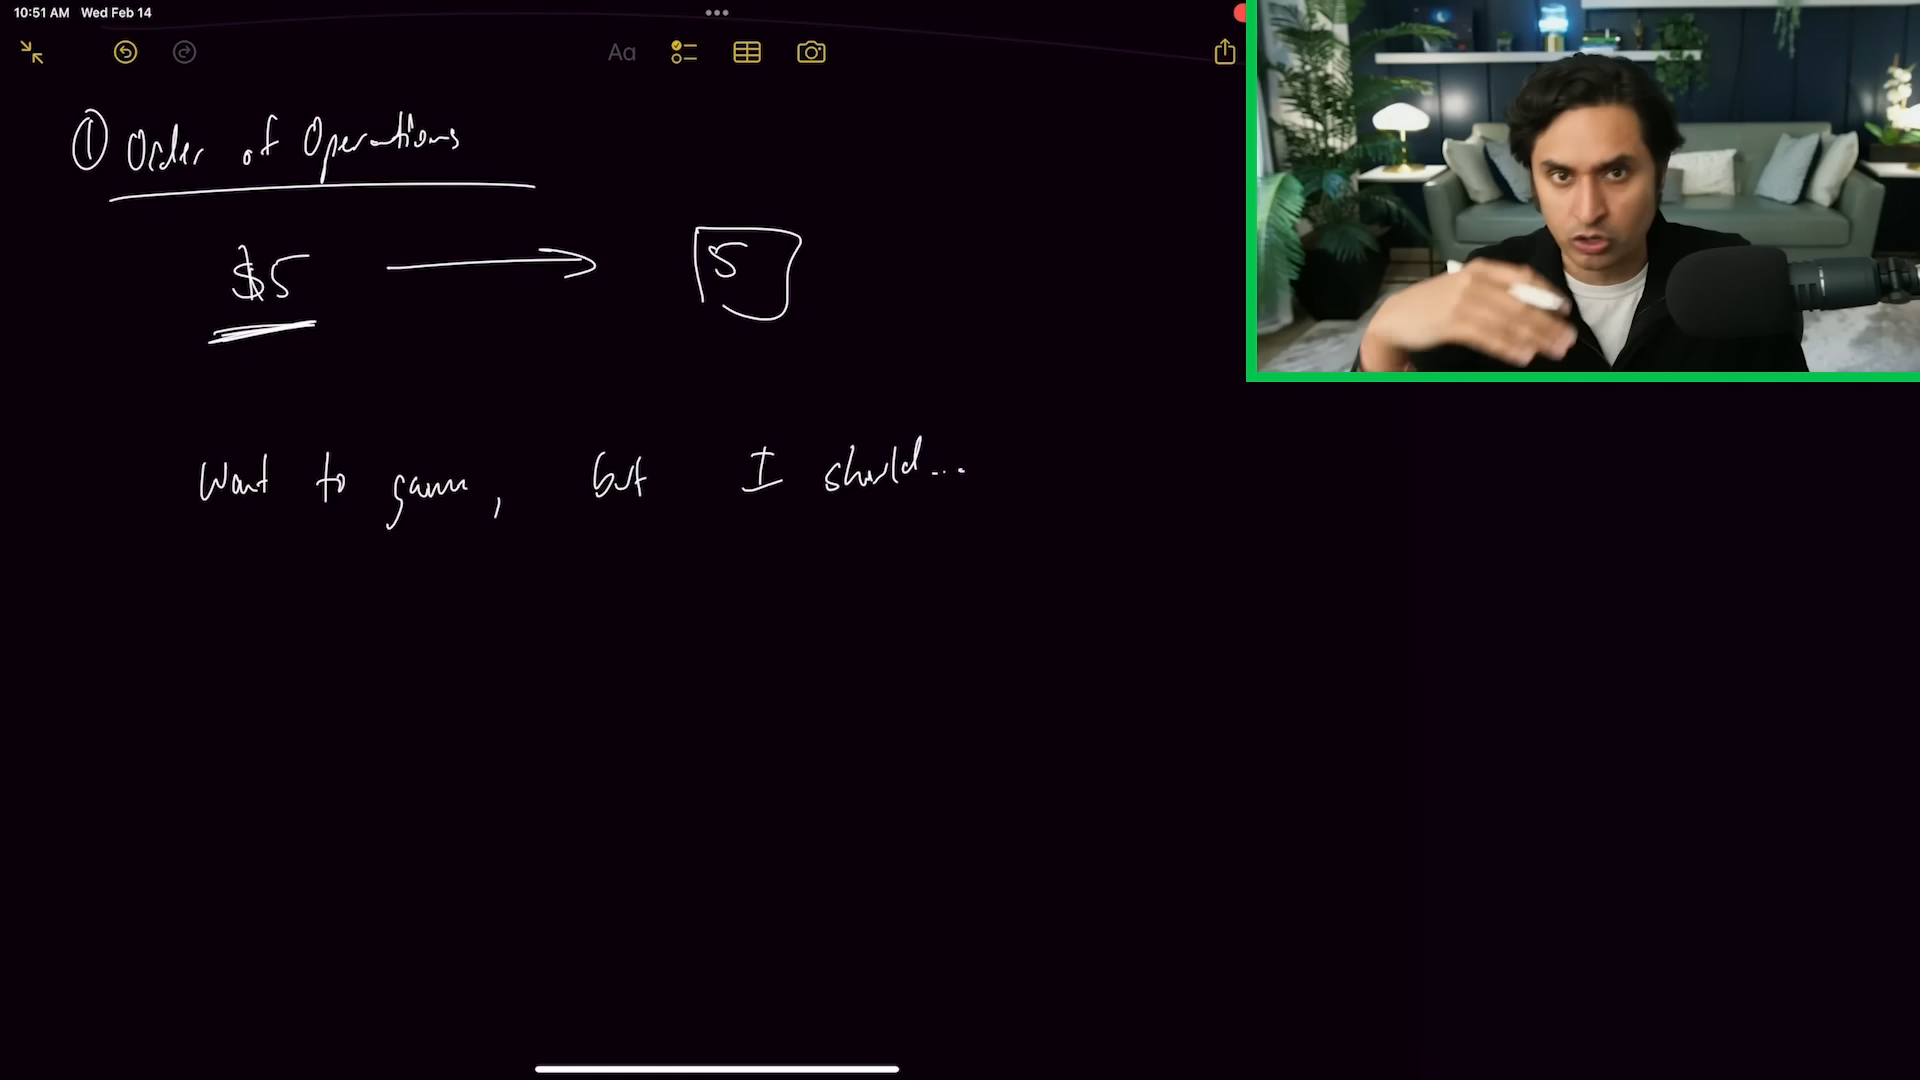 10:51 AM Wed Feb 14
Aa
① Order of Operations
$5 → 5
Want to game, but I should...